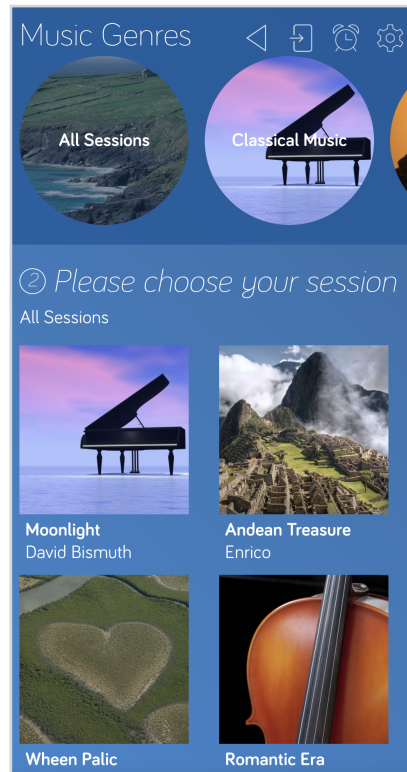 Music Genres
All Sessions
Classical Music
2 Please choose your session
All Sessions
Moonlight
David Bismuth
Andean Treasure
Enrico
Wheen Palic
Romantic Era